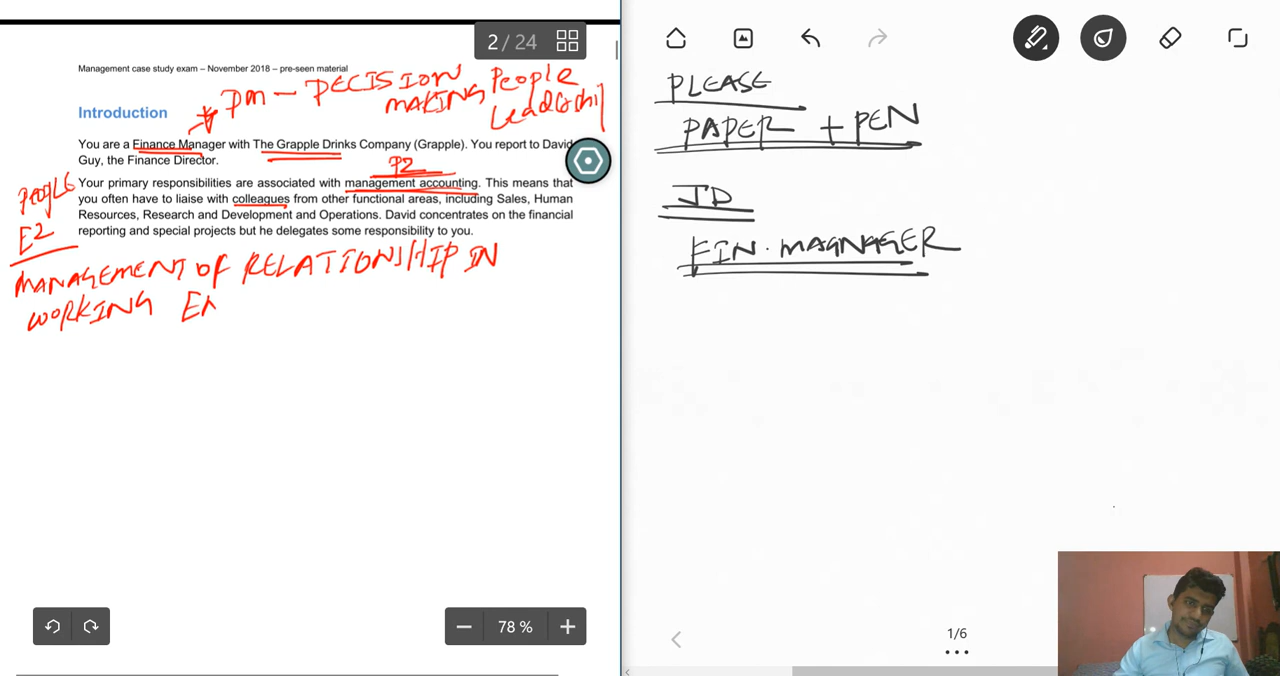 2 / 24
Management case study exam – November 2018 – pre-seen material
PM – DECISION MAKING People Leadership
Introduction
You are a Finance Manager with The Grapple Drinks Company (Grapple). You report to David
Guy, the Finance Director.
P2
Your primary responsibilities are associated with management accounting. This means that
you often have to liaise with colleagues from other functional areas, including Sales, Human
Resources, Research and Development and Operations. David concentrates on the financial
reporting and special projects but he delegates some responsibility to you.
PEOPLE
E2
MANAGEMENT OF RELATIONSHIP IN
WORKING EN
78 %
PLEASE
PAPER + PEN
JD
FIN. MAGNAGER
1/6